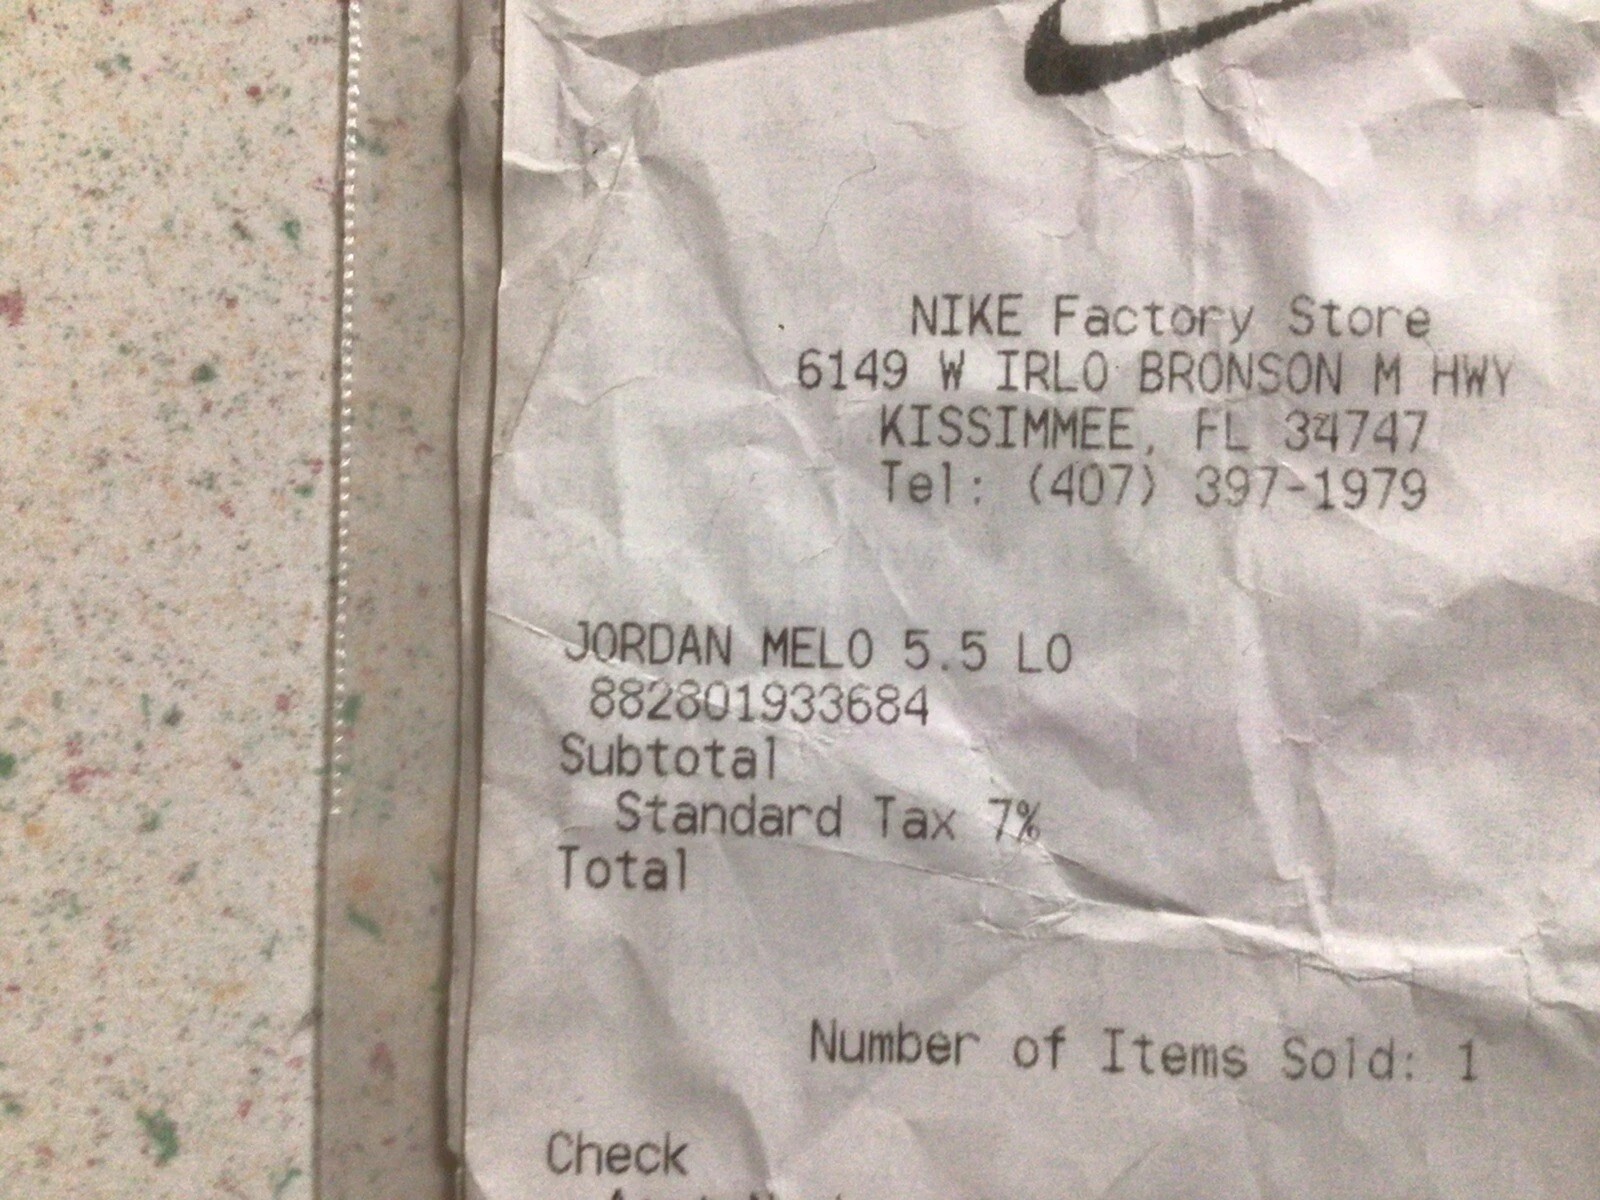 NIKE Factory Store
6149 W IRLO BRONSON M HWY
KISSIMMEE, FL 34747
Tel: (407) 397-1979
JORDAN MELO 5.5 LO
882801933684
Subtotal
Standard Tax 7%
Total
Number of Items Sold: 1
Check